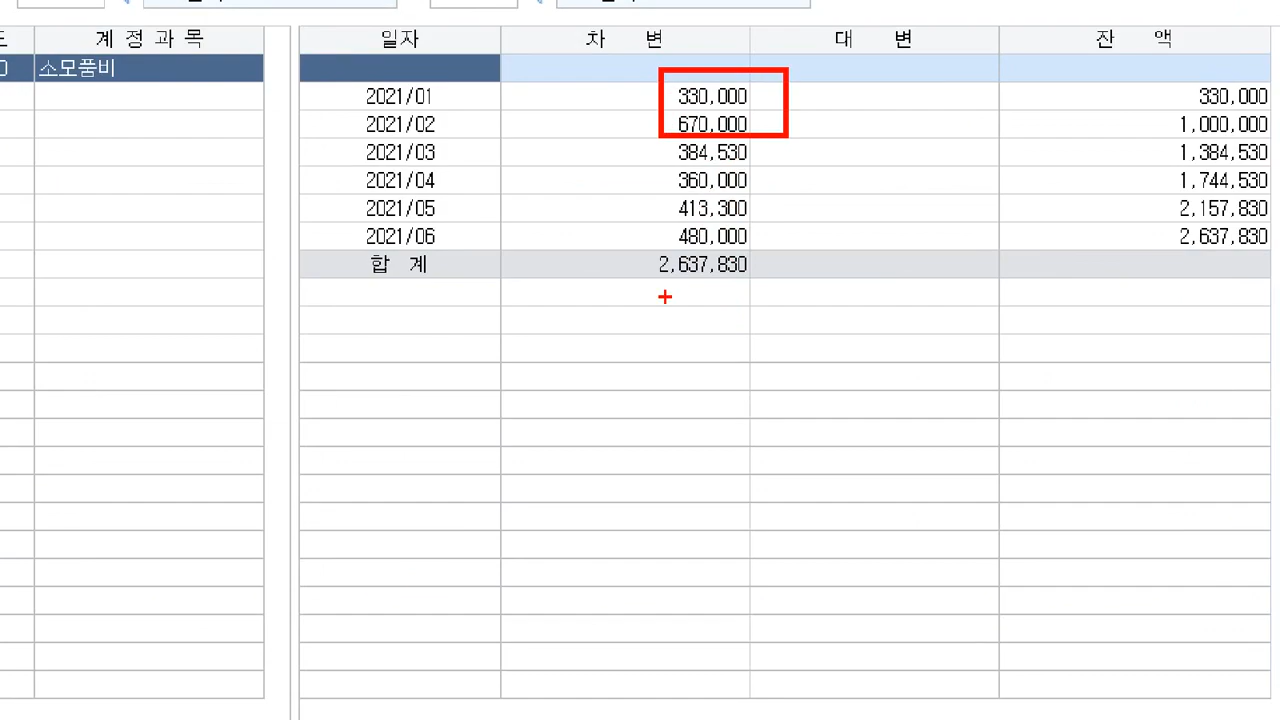 계 정 과 목 일자 차 변 대 변 잔 액
0 소모품비
2021/01 330,000 330,000
2021/02 670,000 1,000,000
2021/03 384,530 1,384,530
2021/04 360,000 1,744,530
2021/05 413,300 2,157,830
2021/06 480,000 2,637,830
합 계 2,637,830